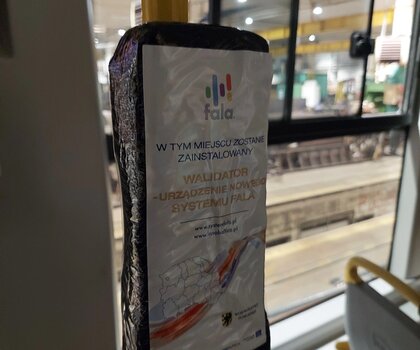 fala
W TYM MIEJSCU ZOSTANIE
ZAINSTALOWANY
WALIDATOR
- URZĄDZENIE NOWEGO
SYSTEMU FALA